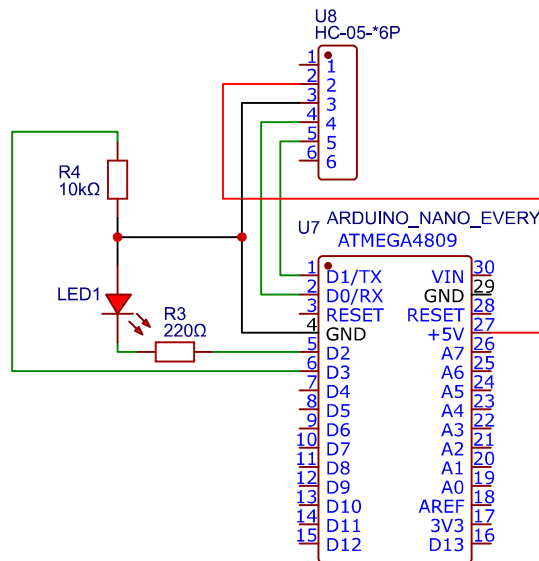 U8
HC-05-*6P
1 1
2 2
3 3
4 4
5 5
6 6
R4
10kΩ
LED1
R3
220Ω
U7 ARDUINO_NANO_EVERY
ATMEGA4809
1 D1/TX VIN 30
2 D0/RX GND 29
3 RESET RESET 28
4 GND +5V 27
5 D2 A7 26
6 D3 A6 25
7 D4 A5 24
8 D5 A4 23
9 D6 A3 22
10 D7 A2 21
11 D8 A1 20
12 D9 A0 19
13 D10 AREF 18
14 D11 3V3 17
15 D12 D13 16